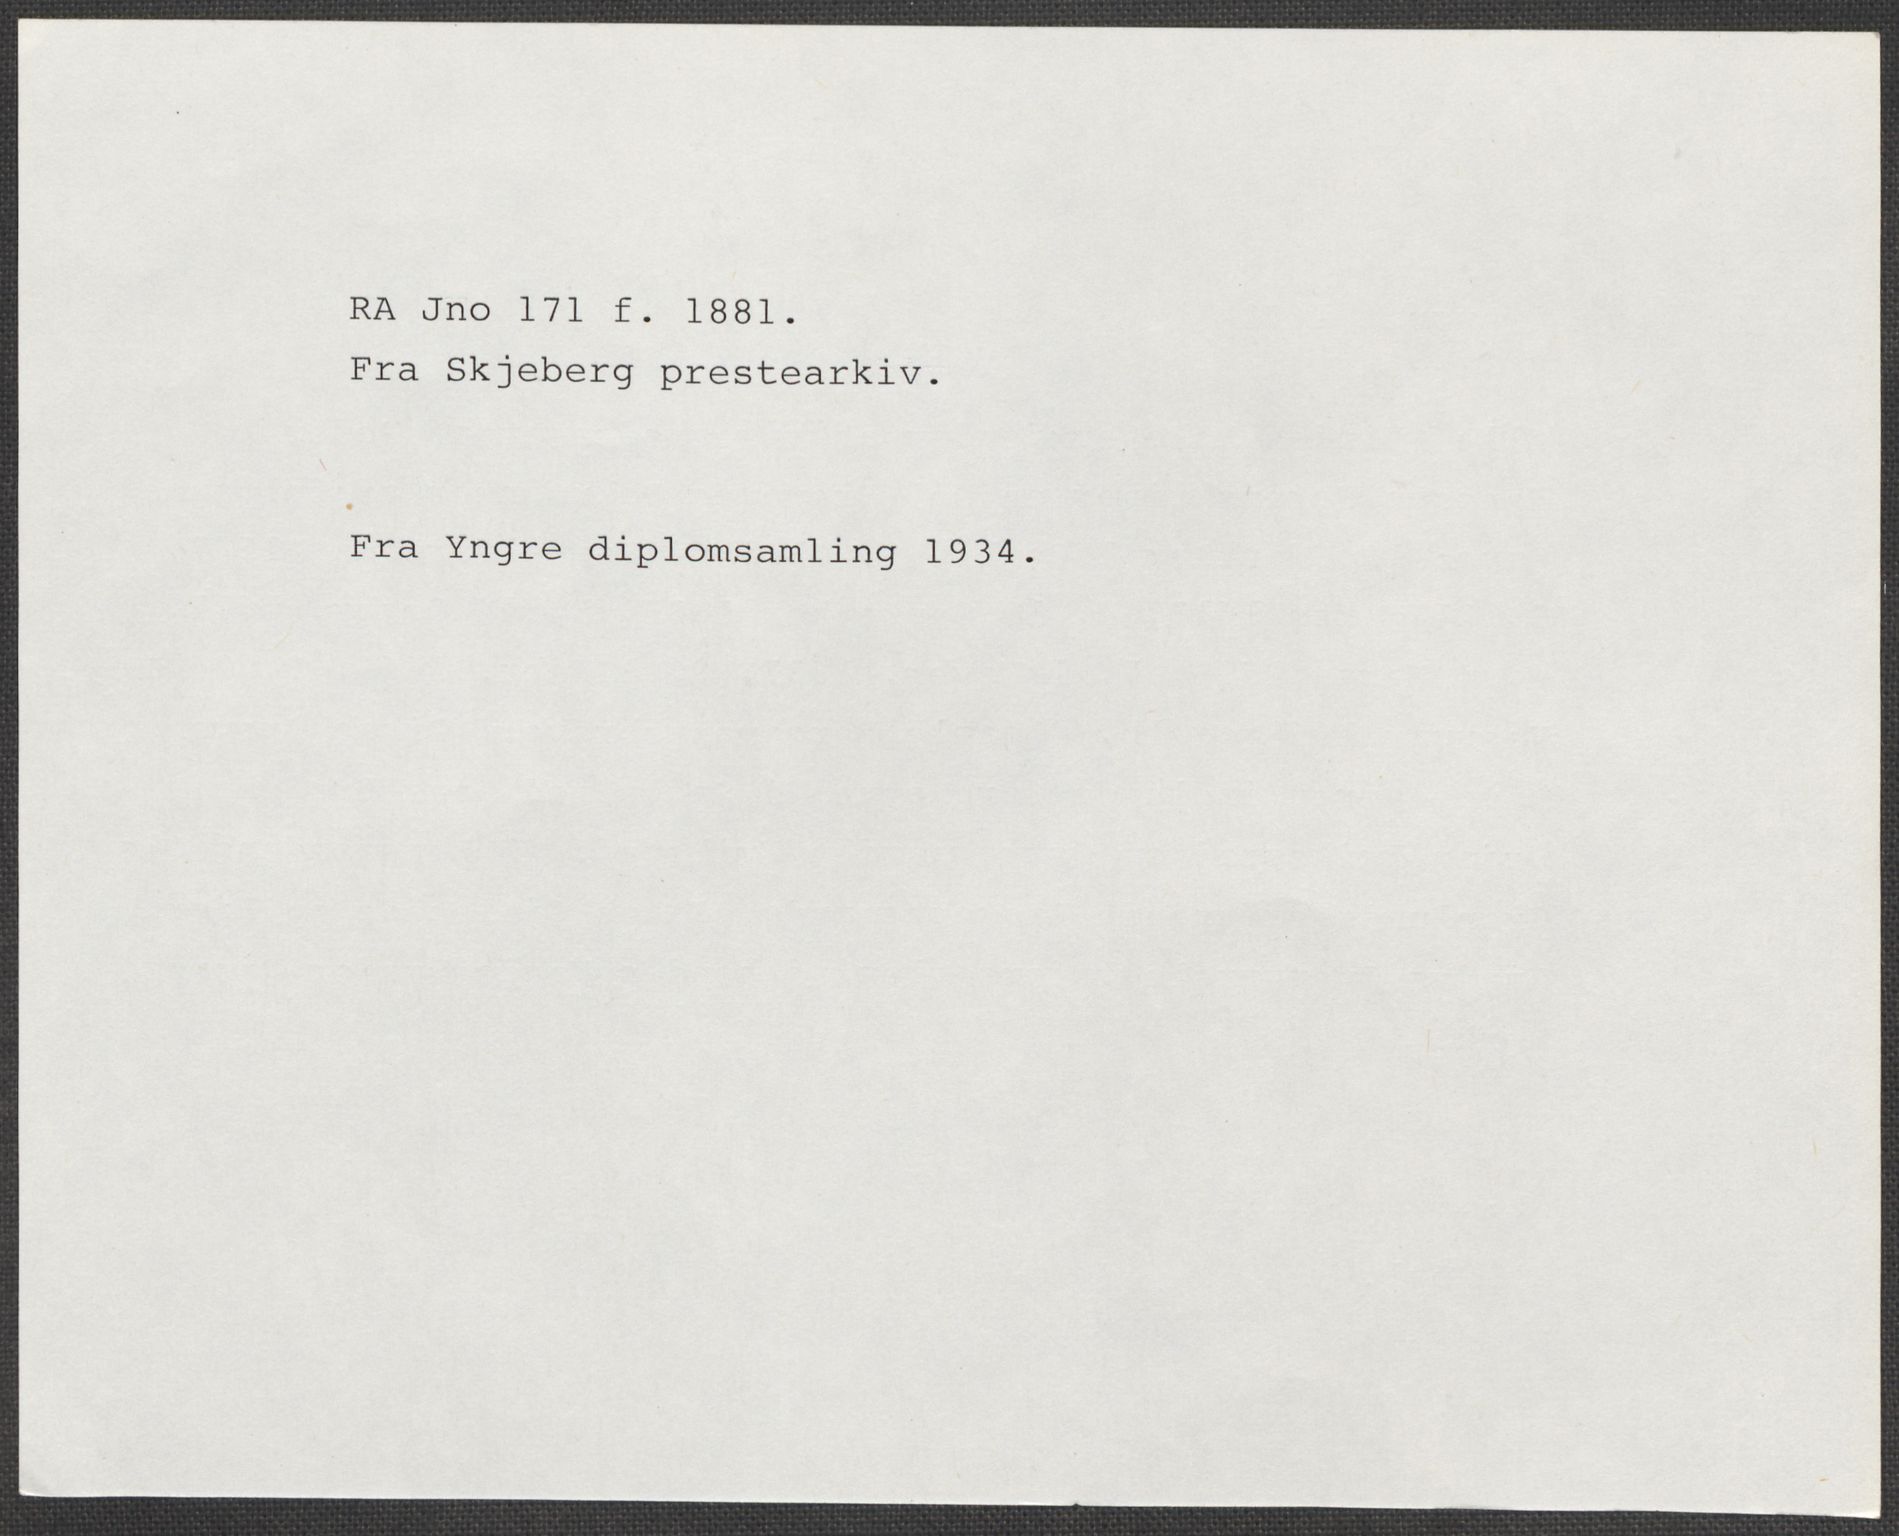 RA Jno 171 f. 1881.
Fra Skjeberg prestearkiv.
Fra Yngre diplomsamling 1934.